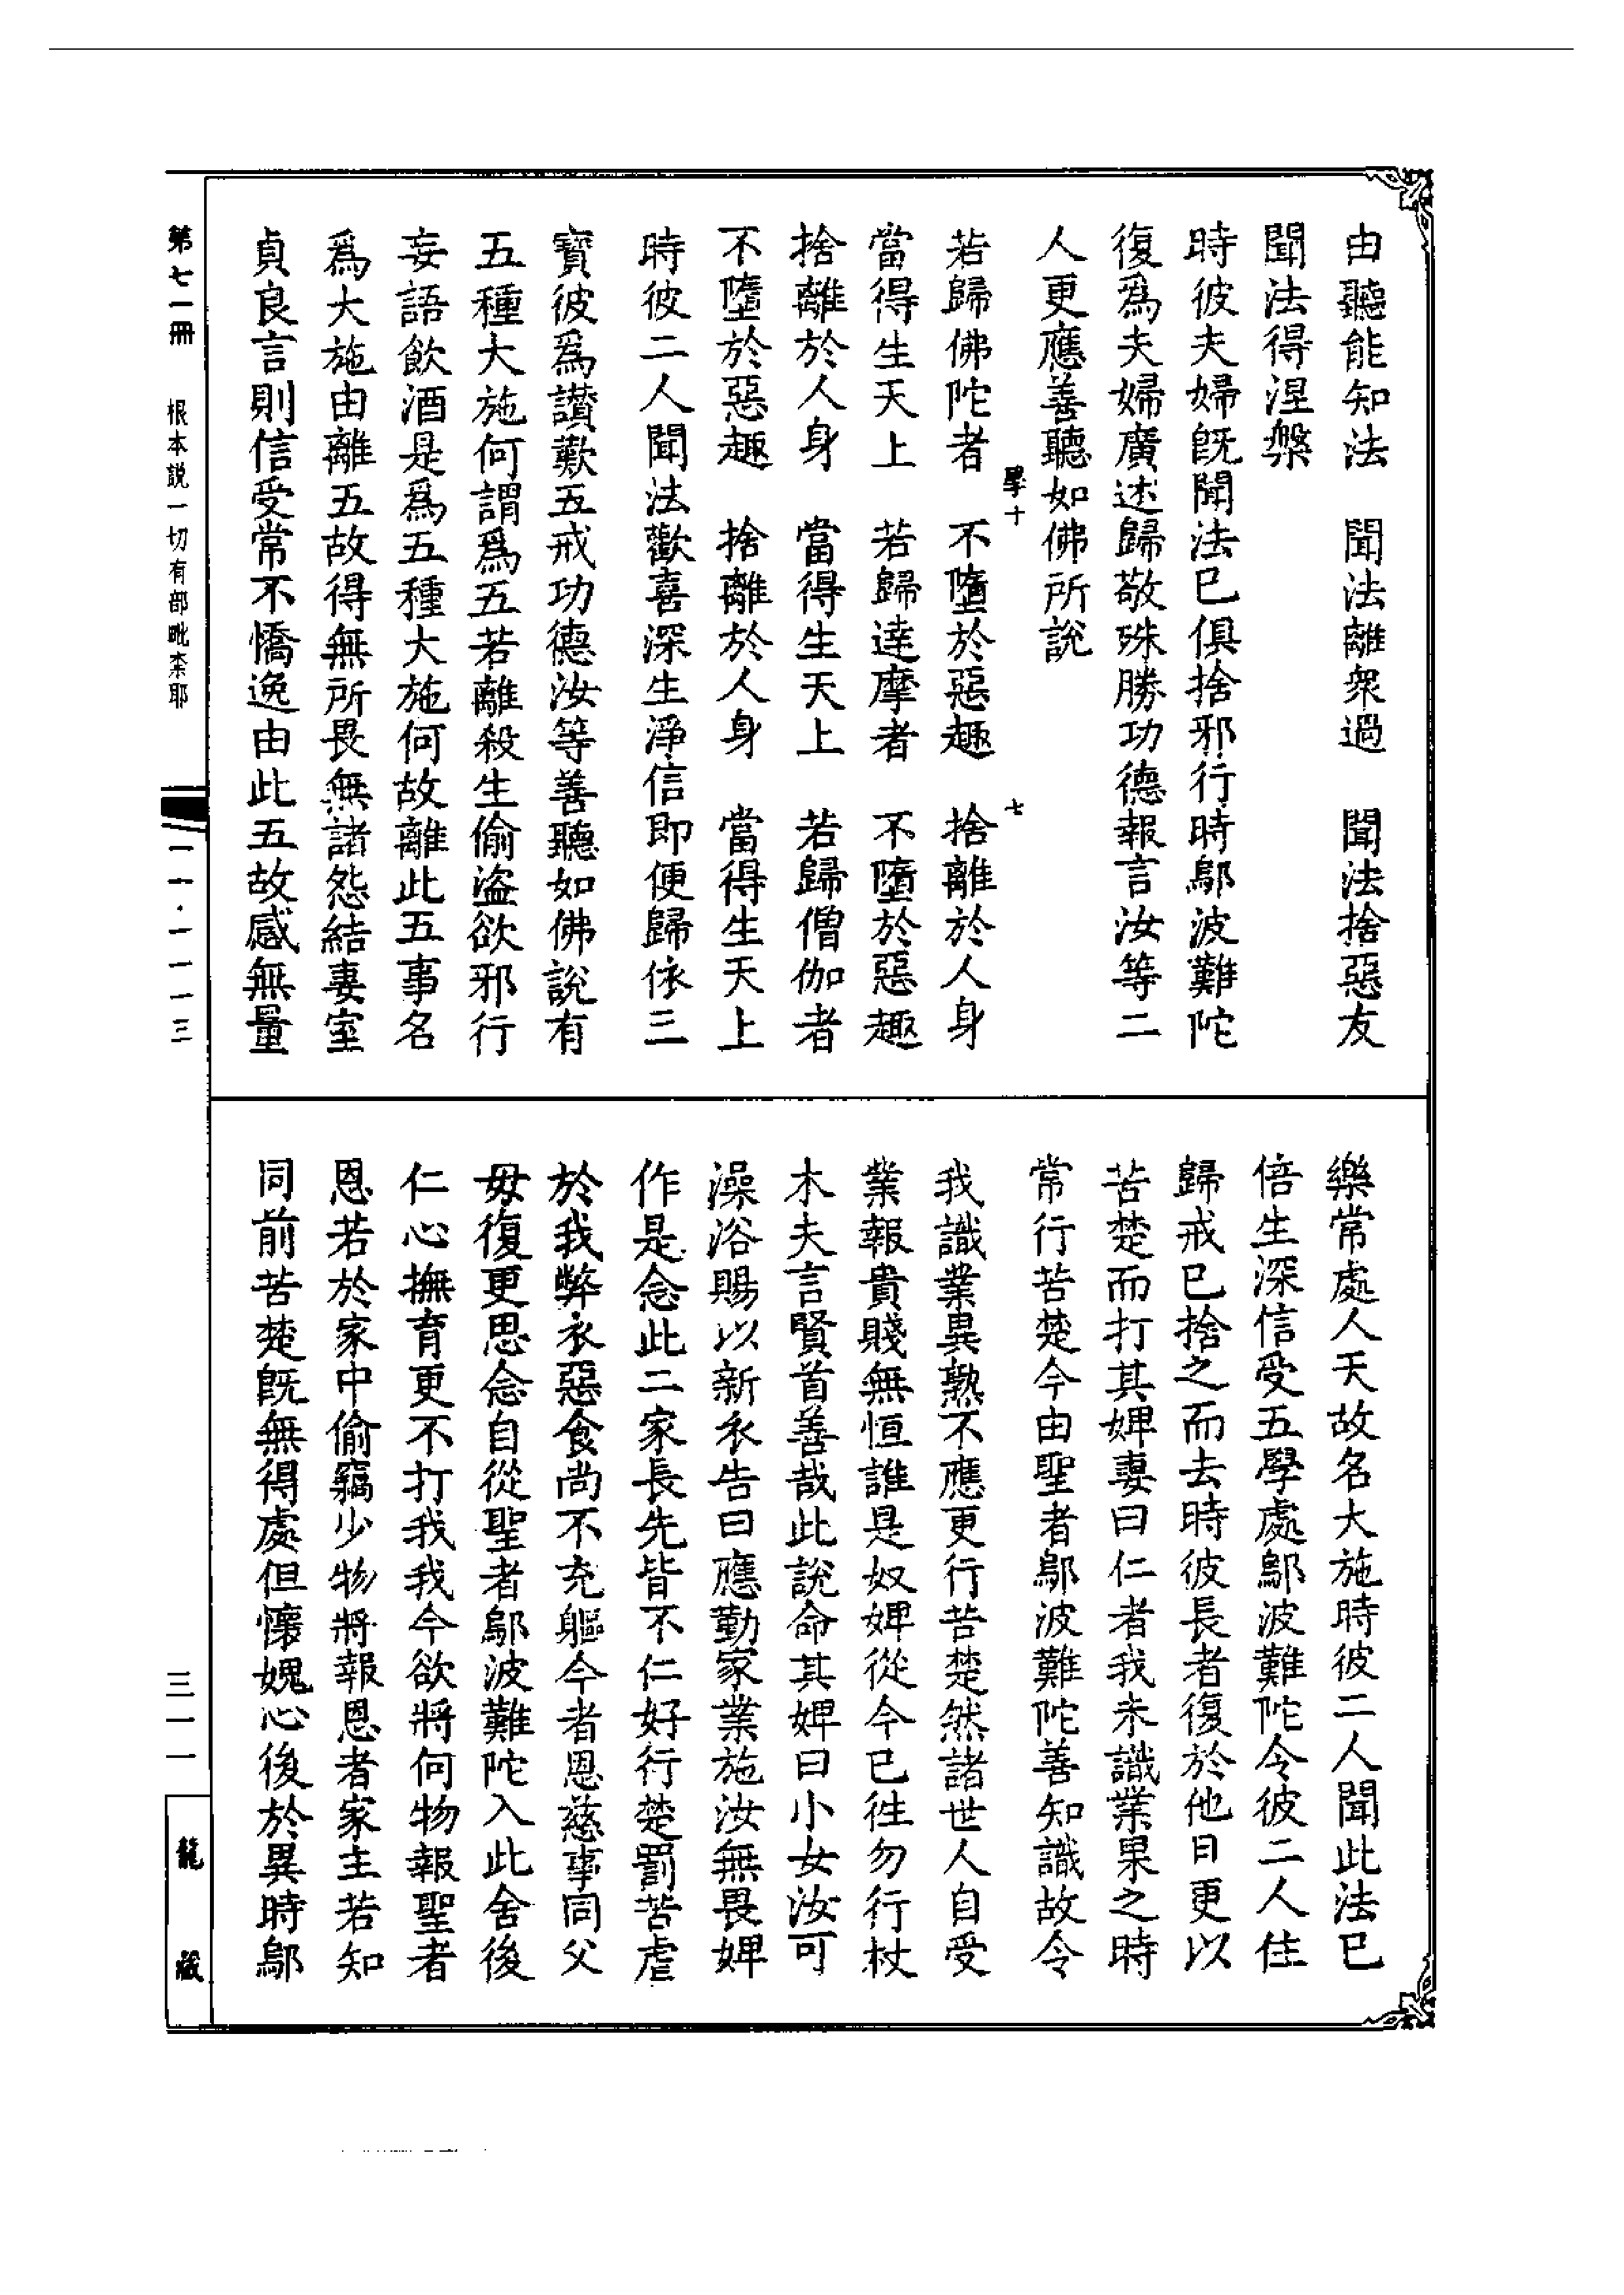 由聽能知法　聞法離衆過　聞法捨惡友
聞法得涅槃
時彼夫婦旣聞法已俱捨邪行時鄔波難陀
復爲夫婦廣述歸敬殊勝功德報言汝等二
人更應善聽如佛所說
學十　七
若歸佛陀者　不墮於惡趣　捨離於人身
當得生天上　若歸達摩者　不墮於惡趣
捨離於人身　當得生天上　若歸僧伽者
不墮於惡趣　捨離於人身　當得生天上
時彼二人聞法歡喜深生淨信即便歸依三
寶彼爲讃歎五戒功德汝等善聽如佛說有
五種大施何謂爲五若離殺生偷盜欲邪行
妄語飲酒是爲五種大施何故離此五事名
爲大施由離五故得無所畏無諸怨結妻室
貞良言則信受常不憍逸由此五故感無量
樂常處人天故名大施時彼二人聞此法已
倍生深信受五學處鄔波難陀令彼二人住
歸戒已捨之而去時彼長者復於他日更以
苦楚而打其婢妻曰仁者我未識業果之時
常行苦楚今由聖者鄔波難陀善知識故令
我識業異熟不應更行苦楚然諸世人自受
業報貴賤無恒誰是奴婢從今已往勿行杖
木夫言賢首善哉此說命其婢曰小女汝可
澡浴賜以新衣告曰應勤家業施汝無畏婢
作是念此二家長先皆不仁好行楚罰苦虐
於我弊衣惡食尚不充軀今者恩慈事同父
母復更思念自從聖者鄔波難陀入此舍後
仁心撫育更不打我我今欲將何物報聖者
恩若於家中偷竊少物將報恩者家主若知
同前苦楚旣無得處但懷媿心後於異時鄔
第七一冊　根本説一切有部毗柰耶
一一・一一一三
三一一
龍藏